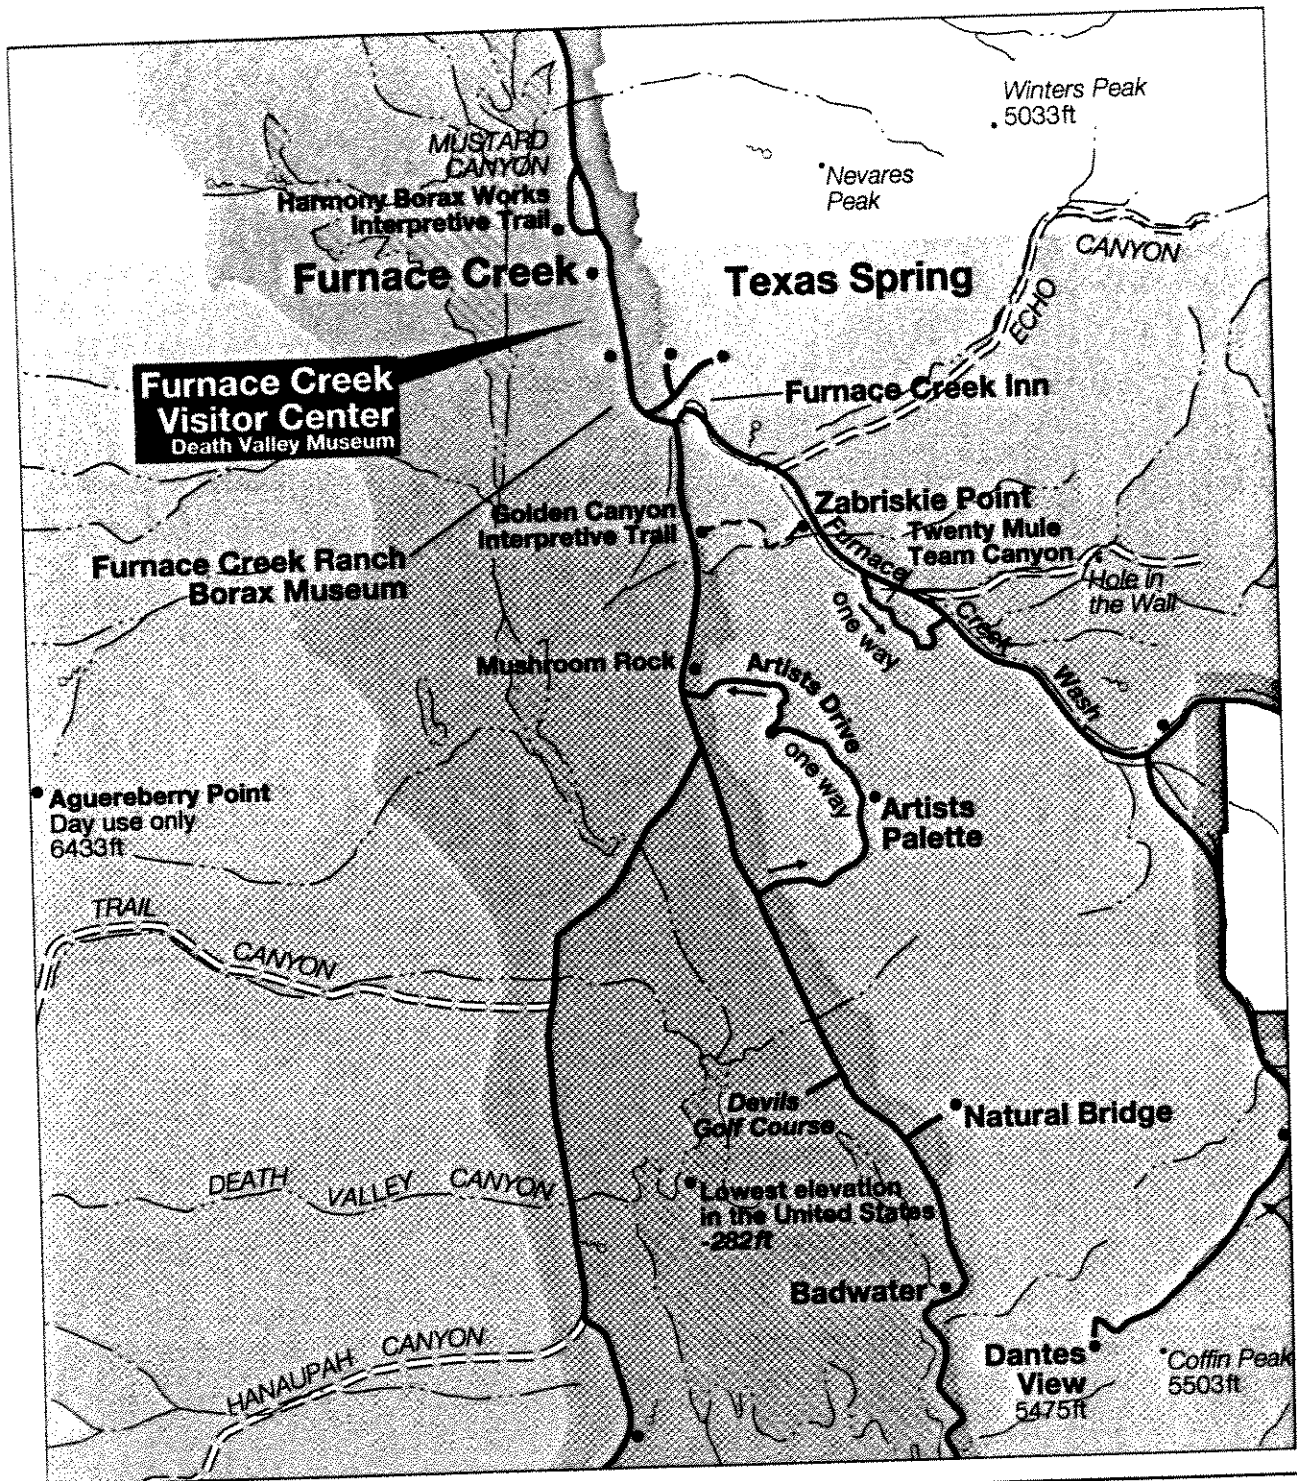 Winters Peak
5033ft
MUSTARD
CANYON
Nevares
Peak
Harmony Borax Works
Interpretive Trail
CANYON
ECHO
Furnace Creek
Texas Spring
Furnace Creek
Visitor Center
Death Valley Museum
Furnace Creek Inn
Zabriskie Point
Golden Canyon
Interpretive Trail
Twenty Mule
Team Canyon
Furnace Creek Wash
Hole in
the Wall
Furnace Creek Ranch
Borax Museum
one way
Mushroom Rock
Artists Drive
one way
Aguereberry Point
Day use only
6433ft
Artists
Palette
TRAIL CANYON
Devils
Golf Course
Natural Bridge
DEATH VALLEY CANYON
Lowest elevation
in the United States
-282ft
Badwater
HANAUPAH CANYON
Dantes
View
5475ft
Coffin Peak
5503ft